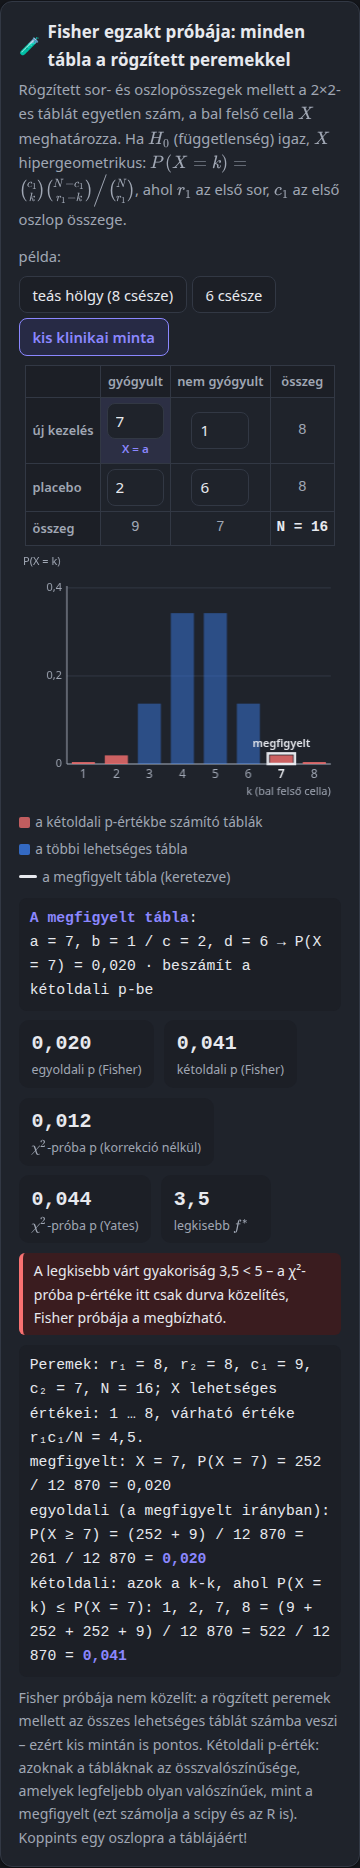 🧪 Fisher egzakt próbája: minden
tábla a rögzített peremekkel
Rögzített sor- és oszlopösszegek mellett a 2×2-
es táblát egyetlen szám, a bal felső cella X
meghatározza. Ha H₀ (függetlenség) igaz, X
hipergeometrikus: P(X = k) =
(c₁ k)(N−c₁ r₁−k) / (N r₁), ahol r₁ az első sor, c₁ az első
oszlop összege.
példa:
teás hölgy (8 csésze) 6 csésze
kis klinikai minta
gyógyult nem gyógyult összeg
új kezelés 7 1 8
X = a
placebo 2 6 8
összeg 9 7 N = 16
P(X = k)
0,4
0,2
megfigyelt
0
1 2 3 4 5 6 7 8
k (bal felső cella)
a kétoldali p-értékbe számító táblák
a többi lehetséges tábla
a megfigyelt tábla (keretezve)
A megfigyelt tábla:
a = 7, b = 1 / c = 2, d = 6 → P(X
= 7) = 0,020 · beszámít a
kétoldali p-be
0,020 0,041
egyoldali p (Fisher) kétoldali p (Fisher)
0,012
χ²-próba p (korrekció nélkül)
0,044 3,5
χ²-próba p (Yates) legkisebb f*
A legkisebb várt gyakoriság 3,5 < 5 – a χ²-
próba p-értéke itt csak durva közelítés,
Fisher próbája a megbízható.
Peremek: r₁ = 8, r₂ = 8, c₁ = 9,
c₂ = 7, N = 16; X lehetséges
értékei: 1 … 8, várható értéke
r₁c₁/N = 4,5.
megfigyelt: X = 7, P(X = 7) = 252
/ 12 870 = 0,020
egyoldali (a megfigyelt irányban):
P(X ≥ 7) = (252 + 9) / 12 870 =
261 / 12 870 = 0,020
kétoldali: azok a k-k, ahol P(X =
k) ≤ P(X = 7): 1, 2, 7, 8 = (9 +
252 + 252 + 9) / 12 870 = 522 / 12
870 = 0,041
Fisher próbája nem közelít: a rögzített peremek
mellett az összes lehetséges táblát számba veszi
– ezért kis mintán is pontos. Kétoldali p-érték:
azoknak a tábláknak az összvalószínűsége,
amelyek legfeljebb olyan valószínűek, mint a
megfigyelt (ezt számolja a scipy és az R is).
Koppints egy oszlopra a táblájáért!